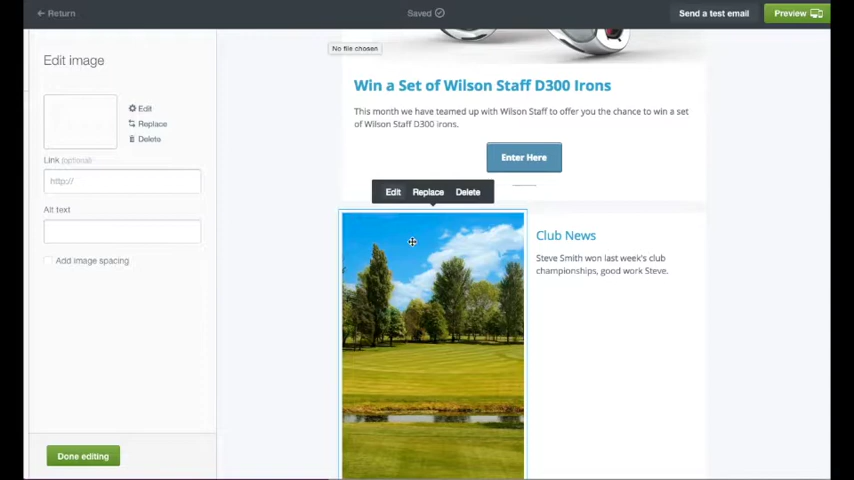 Return
Saved
Send a test email
Preview
Edit image
No file chosen
Edit
Replace
Delete
Link (optional)
http://
Alt text
Add image spacing
Done editing
Win a Set of Wilson Staff D300 Irons
This month we have teamed up with Wilson Staff to offer you the chance to win a set
of Wilson Staff D300 irons.
Enter Here
Edit Replace Delete
Club News
Steve Smith won last week's club
championships, good work Steve.